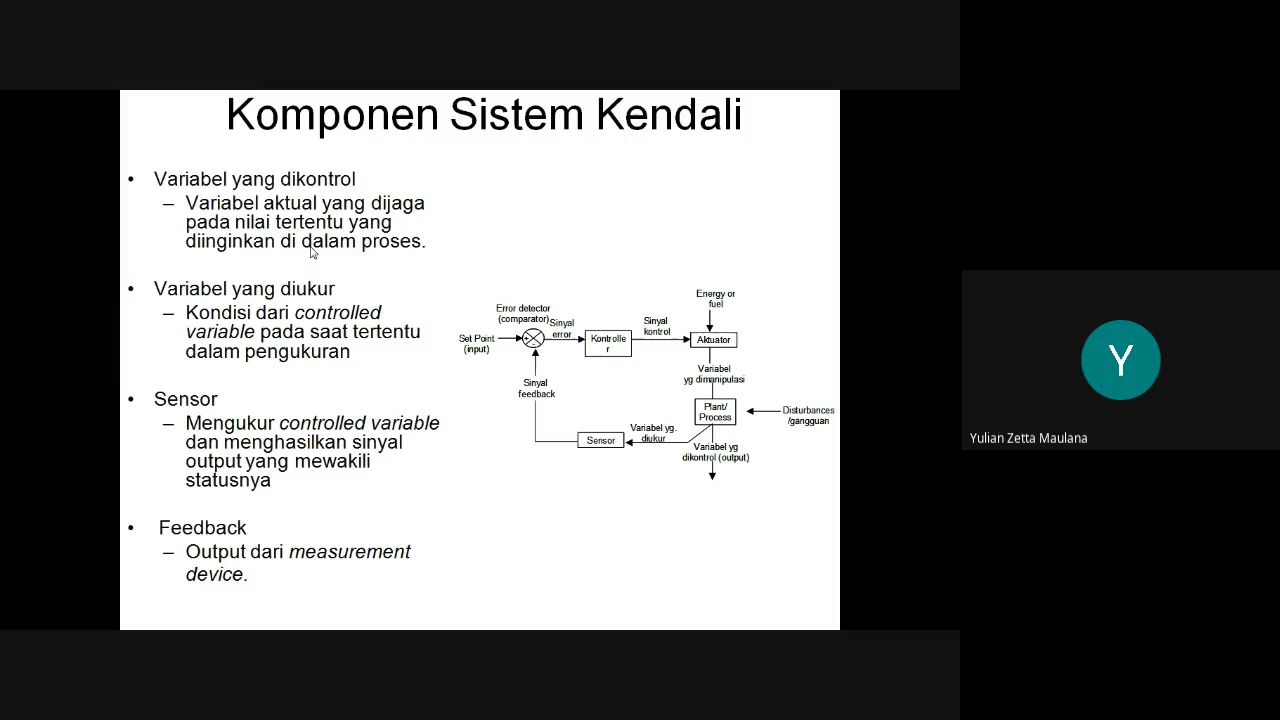 Komponen Sistem Kendali
• Variabel yang dikontrol
– Variabel aktual yang dijaga
pada nilai tertentu yang
diinginkan di dalam proses.
• Variabel yang diukur
– Kondisi dari controlled
variable pada saat tertentu
dalam pengukuran
• Sensor
– Mengukur controlled variable
dan menghasilkan sinyal
output yang mewakili
statusnya
• Feedback
– Output dari measurement
device.
Energy or
fuel
Error detector
(comparator)
Sinyal
error
Sinyal
kontrol
Set Point
(input)
+
−
Kontrolle
r
Aktuator
Variabel
yg dimanipulasi
Sinyal
feedback
Plant/
Process
Disturbances
/gangguan
Variabel yg.
diukur
Sensor
Variabel yg
dikontrol (output)
Y
Yulian Zetta Maulana